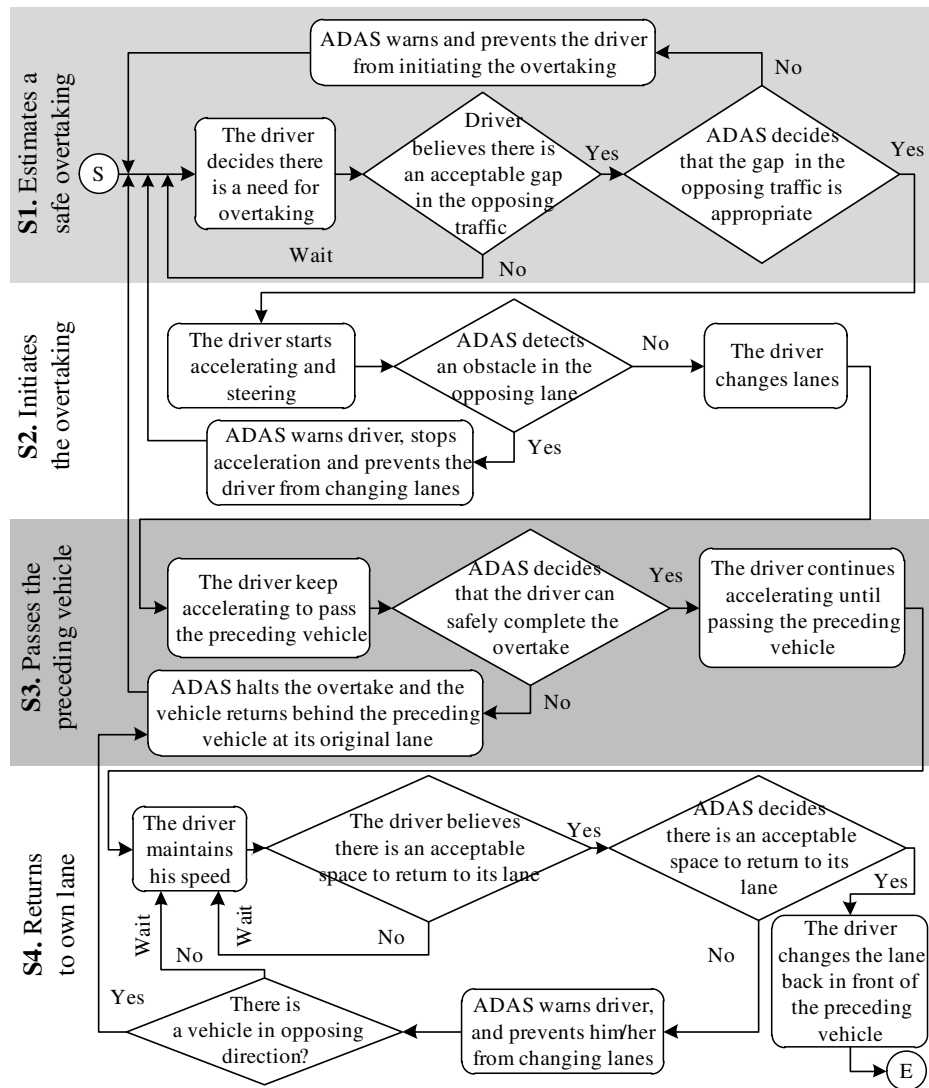 S1. Estimates a
safe overtaking
ADAS warns and prevents the driver
from initiating the overtaking
No
S
The driver
decides there
is a need for
overtaking
Driver
believes there is
an acceptable gap
in the opposing
traffic
Yes
ADAS decides
that the gap in the
opposing traffic is
appropriate
Yes
Wait
No
S2. Initiates
the overtaking
The driver starts
accelerating and
steering
ADAS detects
an obstacle in the
opposing lane
No
The driver
changes lanes
Yes
ADAS warns driver, stops
acceleration and prevents the
driver from changing lanes
S3. Passes the
preceding vehicle
The driver keep
accelerating to pass
the preceding vehicle
ADAS decides
that the driver can
safely complete the
overtake
Yes
The driver continues
accelerating until
passing the preceding
vehicle
No
ADAS halts the overtake and the
vehicle returns behind the preceding
vehicle at its original lane
S4. Returns
to own lane
The driver
maintains
his speed
The driver believes
there is an acceptable
space to return to its lane
Yes
ADAS decides
there is an acceptable
space to return to its
lane
Yes
Wait
Wait
No
No
No
The driver
changes the lane
back in front of
the preceding
vehicle
Yes
There is
a vehicle in opposing
direction?
ADAS warns driver,
and prevents him/her
from changing lanes
E